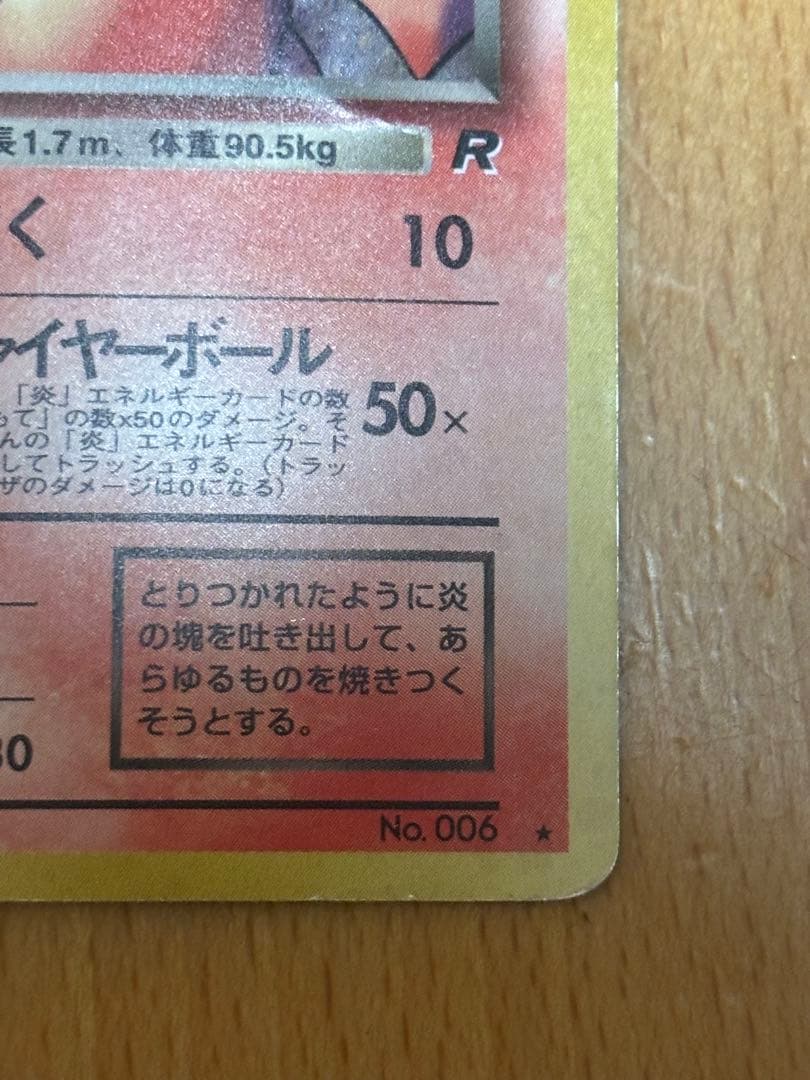 長1.7m、体重90.5kg
R
く 10
ァイヤーボール
50×
「炎」エネルギーカードの数
って」の数x50のダメージ。そ
んの「炎」エネルギーカード
してトラッシュする。(トラッ
ザのダメージは0になる)
とりつかれたように炎
の塊を吐き出して、あ
らゆるものを焼きつく
そうとする。
80
No. 006 ★